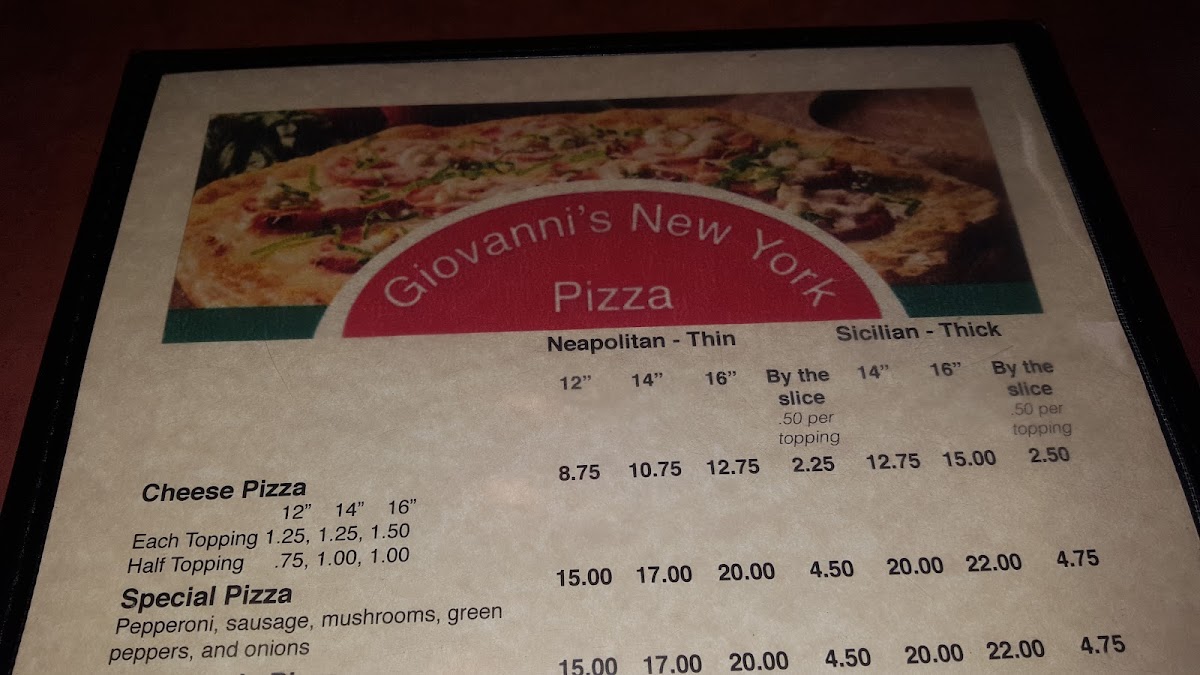 Giovanni's New York
Pizza
Neapolitan - Thin Sicilian - Thick
12" 14" 16" By the slice 14" 16" By the slice
.50 per topping .50 per topping
8.75 10.75 12.75 2.25 12.75 15.00 2.50
Cheese Pizza
12" 14" 16"
Each Topping 1.25, 1.25, 1.50
Half Topping .75, 1.00, 1.00
15.00 17.00 20.00 4.50 20.00 22.00 4.75
Special Pizza
Pepperoni, sausage, mushrooms, green
peppers, and onions
15.00 17.00 20.00 4.50 20.00 22.00 4.75